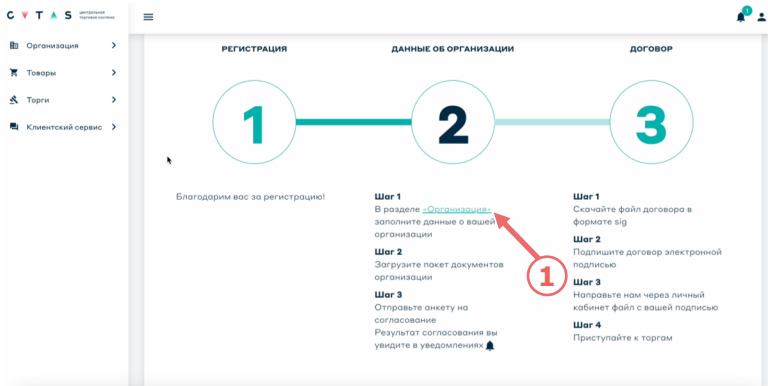 CVTAS центральная
торговая система
1
Организация
Товары
Торги
Клиентский сервис
РЕГИСТРАЦИЯ
1
Благодарим вас за регистрацию!
ДАННЫЕ ОБ ОРГАНИЗАЦИИ
2
Шаг 1
В разделе «Организация»
заполните данные о вашей
организации
Шаг 2
Загрузите пакет документов
организации
Шаг 3
Отправьте анкету на
согласование
Результат согласования вы
увидите в уведомлениях
1
ДОГОВОР
3
Шаг 1
Скачайте файл договора в
формате sig
Шаг 2
Подпишите договор электронной
подписью
Шаг 3
Направьте нам через личный
кабинет файл с вашей подписью
Шаг 4
Приступайте к торгам